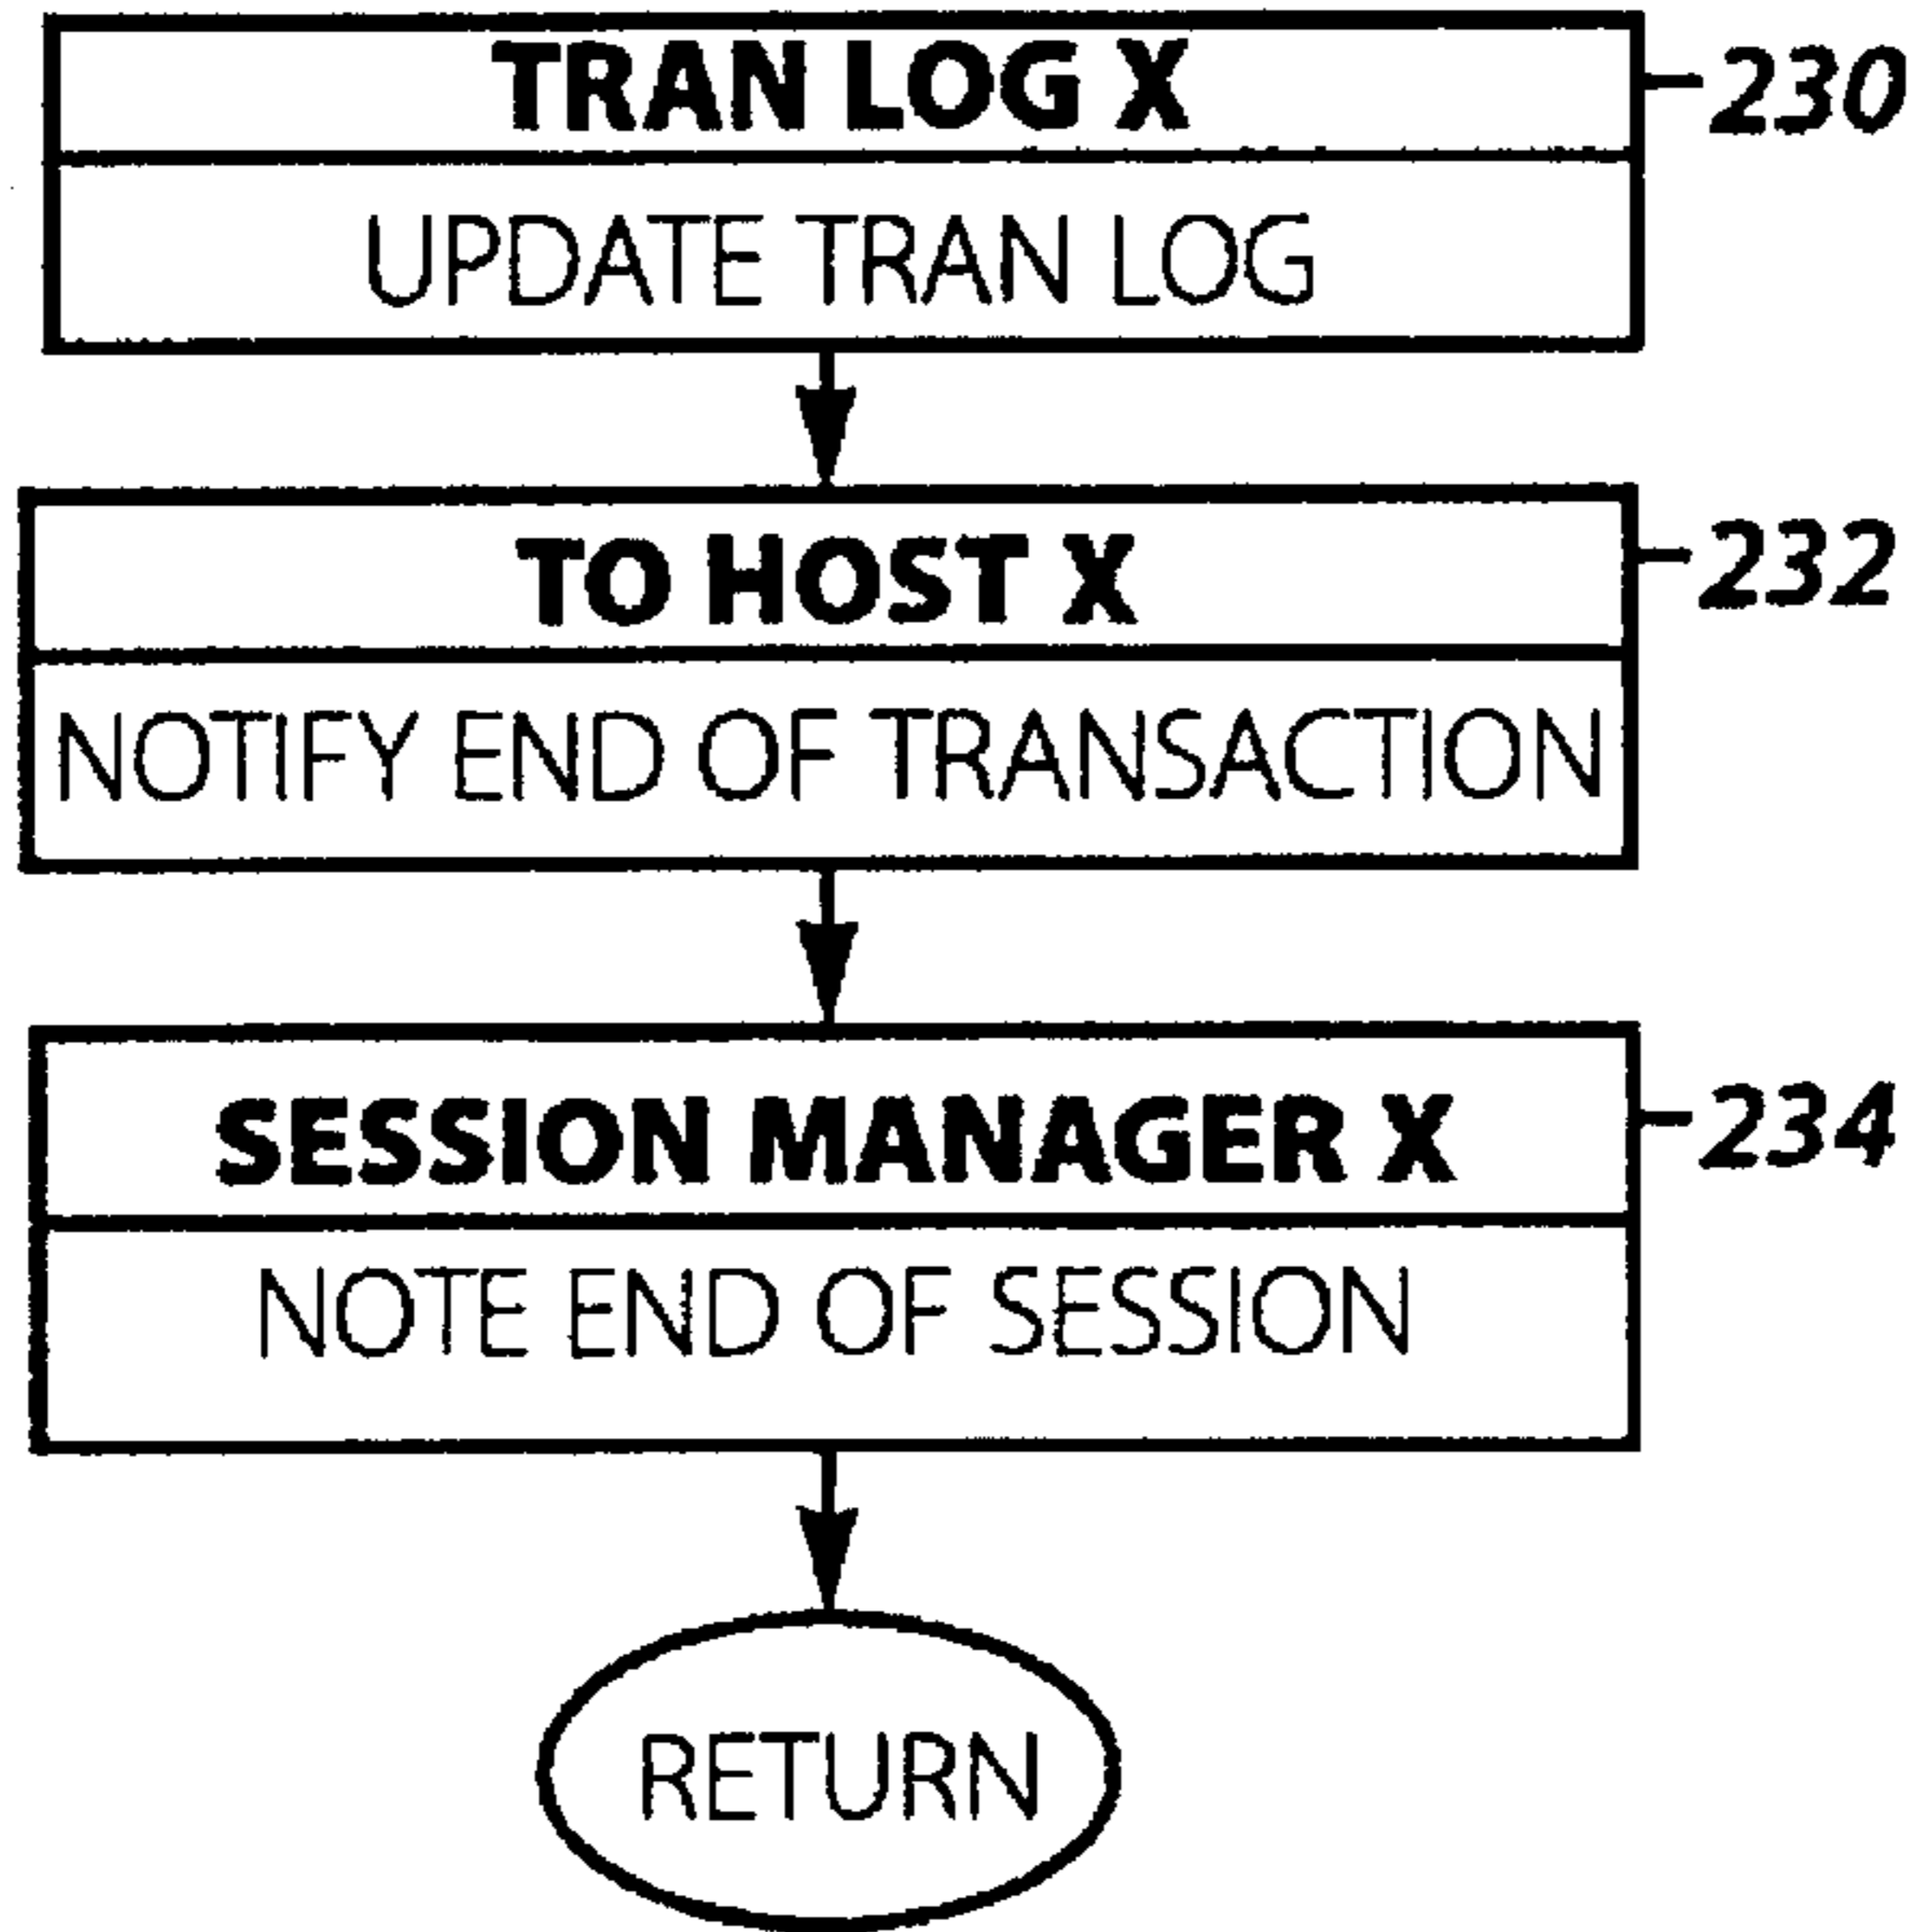 TRAN LOG X
230
UPDATE TRAN LOG
TO HOST X
232
NOTIFY END OF TRANSACTION
SESSION MANAGER X
234
NOTE END OF SESSION
RETURN